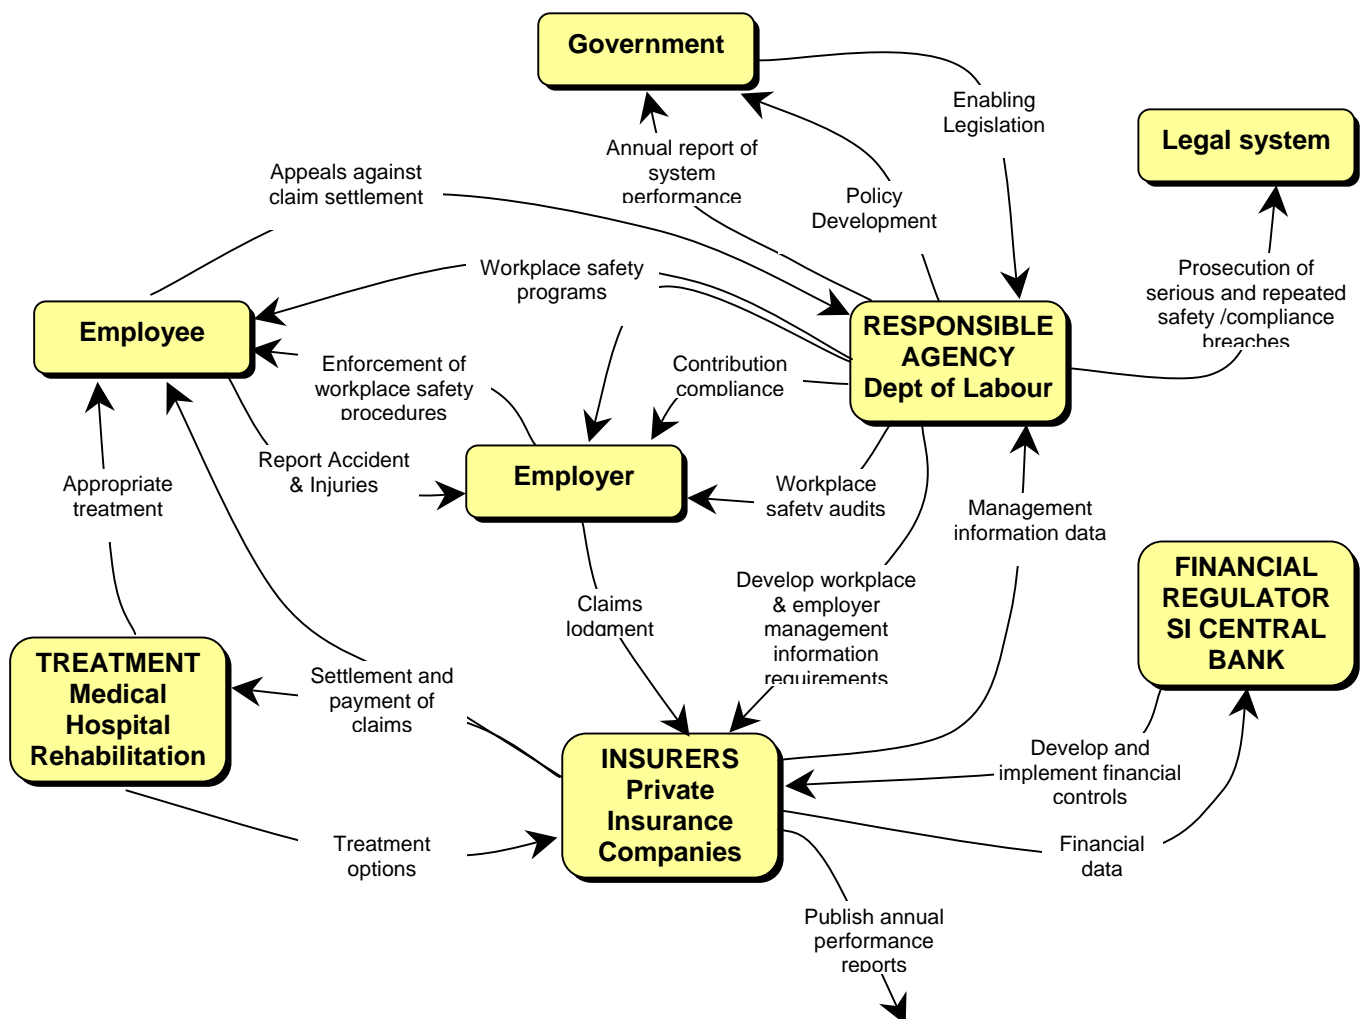 Government
Enabling
Legislation
Legal system
Annual report of
system
performance
Appeals against
claim settlement
Policy
Development
Workplace safety
programs
Prosecution of
serious and repeated
safety /compliance
breaches
Employee
RESPONSIBLE
AGENCY
Dept of Labour
Enforcement of
workplace safety
procedures
Contribution
compliance
Report Accident
& Injuries
Employer
Appropriate
treatment
Workplace
safety audits
Management
information data
FINANCIAL
REGULATOR
SI CENTRAL
BANK
Develop workplace
& employer
management
information
requirements
Claims
lodgment
TREATMENT
Medical
Hospital
Rehabilitation
Settlement and
payment of
claims
INSURERS
Private
Insurance
Companies
Develop and
implement financial
controls
Treatment
options
Financial
data
Publish annual
performance
reports